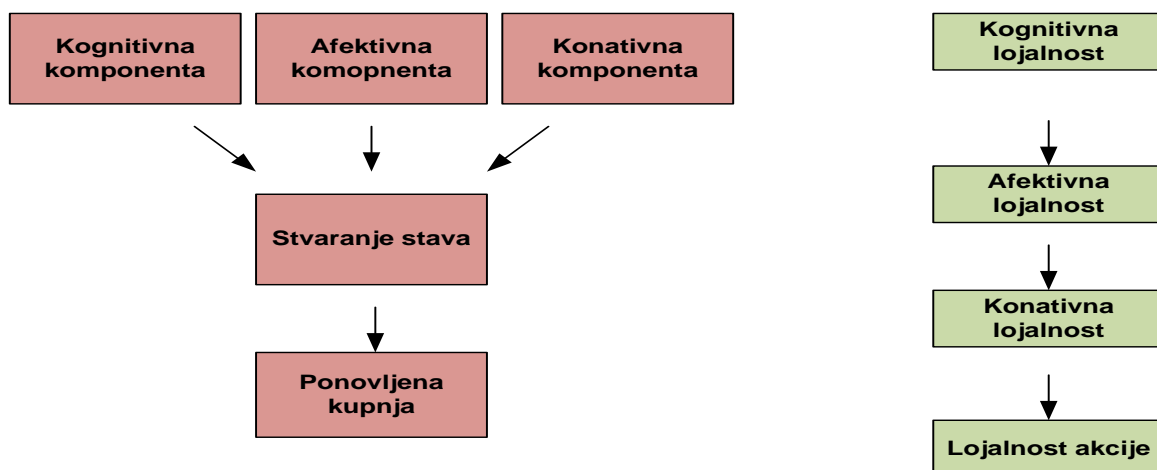 Kognitivna
komponenta
Afektivna
komopnenta
Konativna
komponenta
Stvaranje stava
Ponovljena
kupnja
Kognitivna
lojalnost
Afektivna
lojalnost
Konativna
lojalnost
Lojalnost akcije